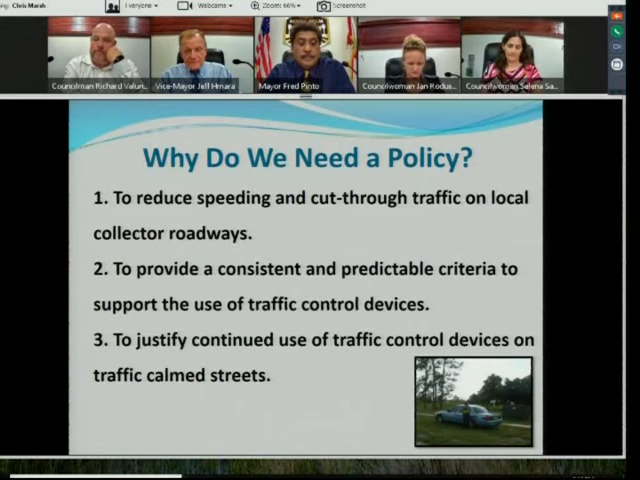 Chris Marsh
Everyone
Webcams
Zoom: 66%
Screenshot
Councilman Richard Valun...
Vice-Mayor Jeff Hmara
Mayor Fred Pinto
Councilwoman Jan Rodus...
Councilwoman Selena Sa...
Why Do We Need a Policy?
1. To reduce speeding and cut-through traffic on local
collector roadways.
2. To provide a consistent and predictable criteria to
support the use of traffic control devices.
3. To justify continued use of traffic control devices on
traffic calmed streets.